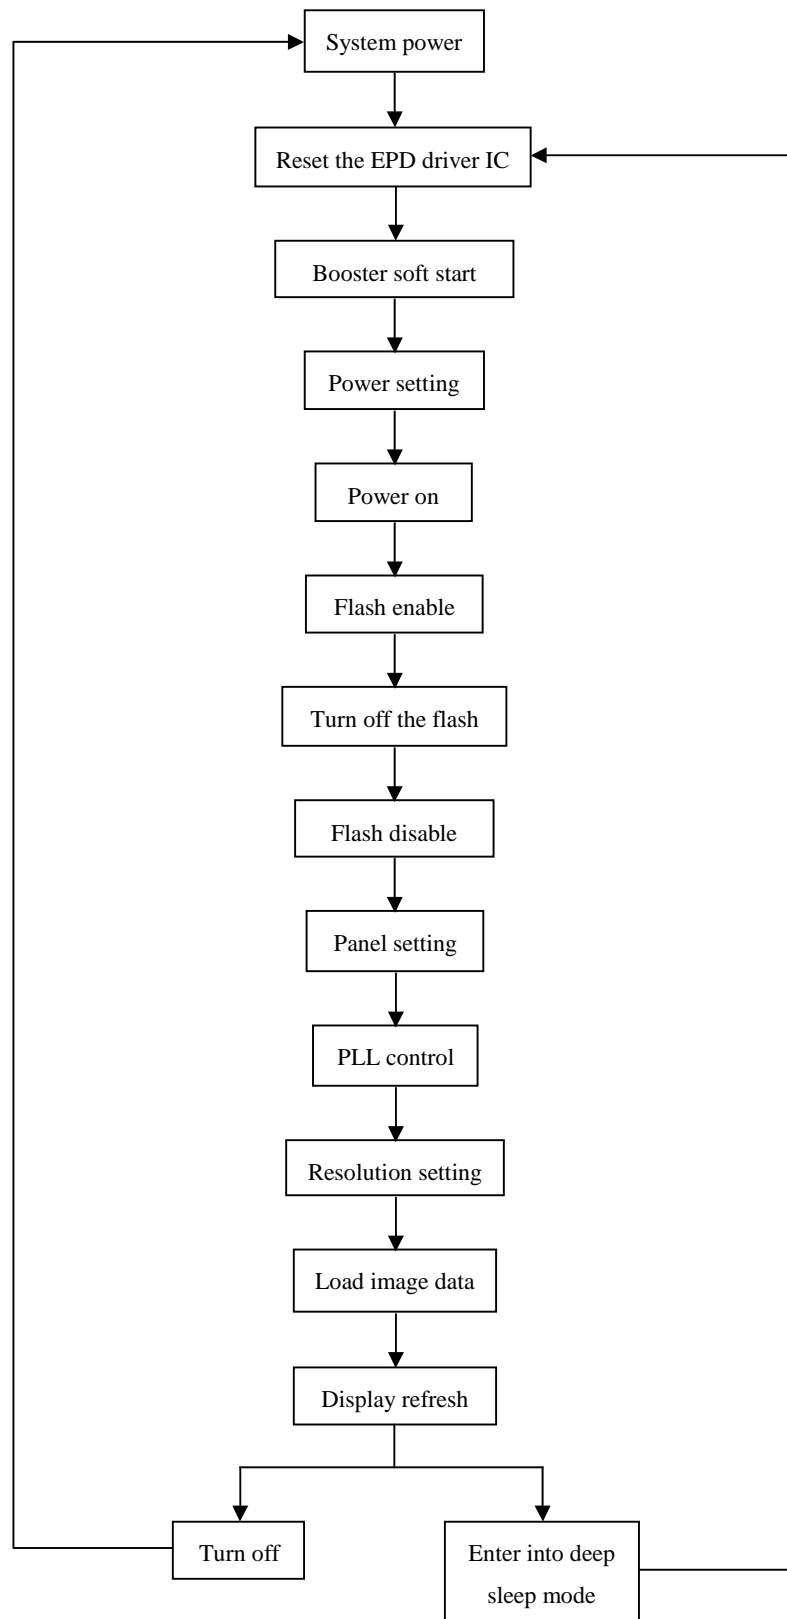 System power
Reset the EPD driver IC
Booster soft start
Power setting
Power on
Flash enable
Turn off the flash
Flash disable
Panel setting
PLL control
Resolution setting
Load image data
Display refresh
Turn off
Enter into deep
sleep mode